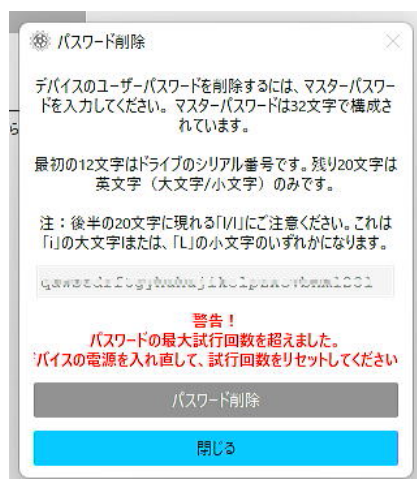 パスワード削除
ら
デバイスのユーザーパスワードを削除するには、マスターパスワー
ドを入力してください。マスターパスワードは32文字で構成さ
れています。
最初の12文字はドライブのシリアル番号です。残り20文字は
英文字（大文字/小文字）のみです。
注：後半の20文字に現れる「I/l」にご注意ください。これは
「i」の大文字Iまたは、「L」の小文字のいずれかになります。
警告！
パスワードの最大試行回数を超えました。
デバイスの電源を入れ直して、試行回数をリセットしてください
パスワード削除
閉じる